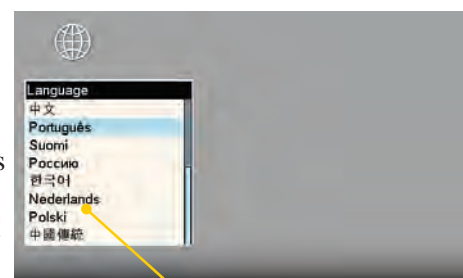 Language
中文
Português
Suomi
Россию
한국어
Nederlands
Polski
中國傳統